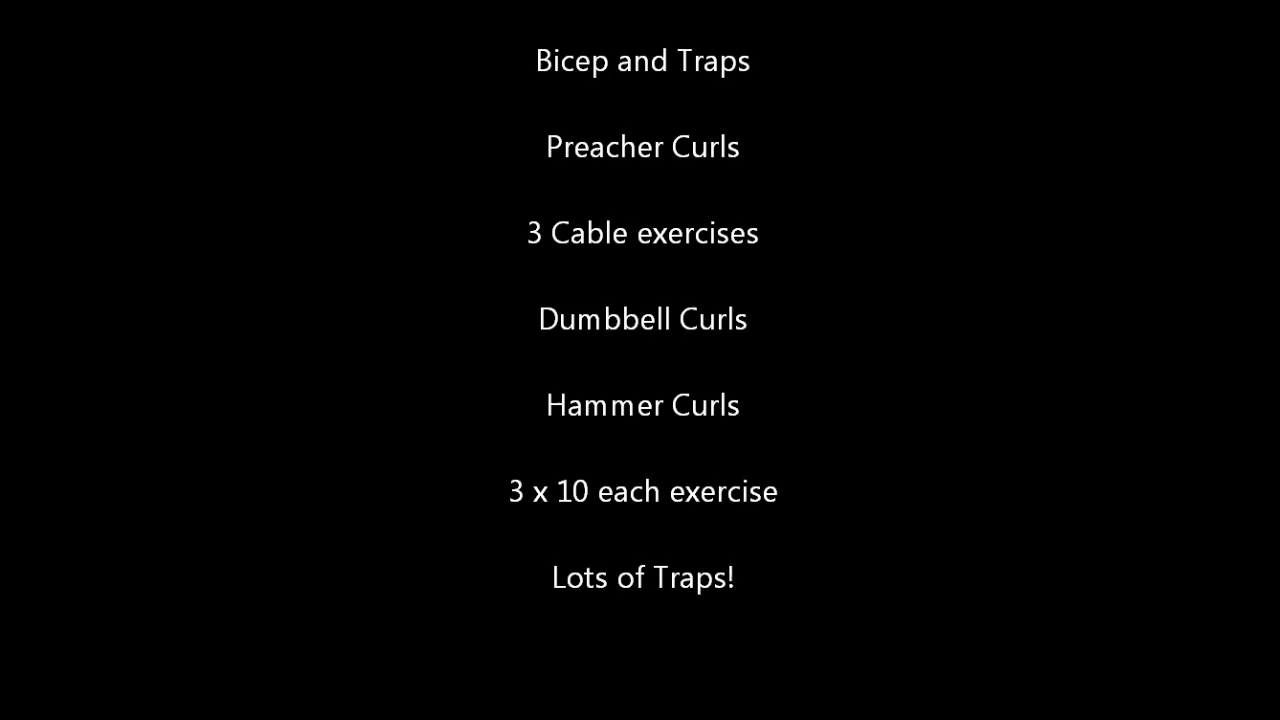 Bicep and Traps
Preacher Curls
3 Cable exercises
Dumbbell Curls
Hammer Curls
3 x 10 each exercise
Lots of Traps!